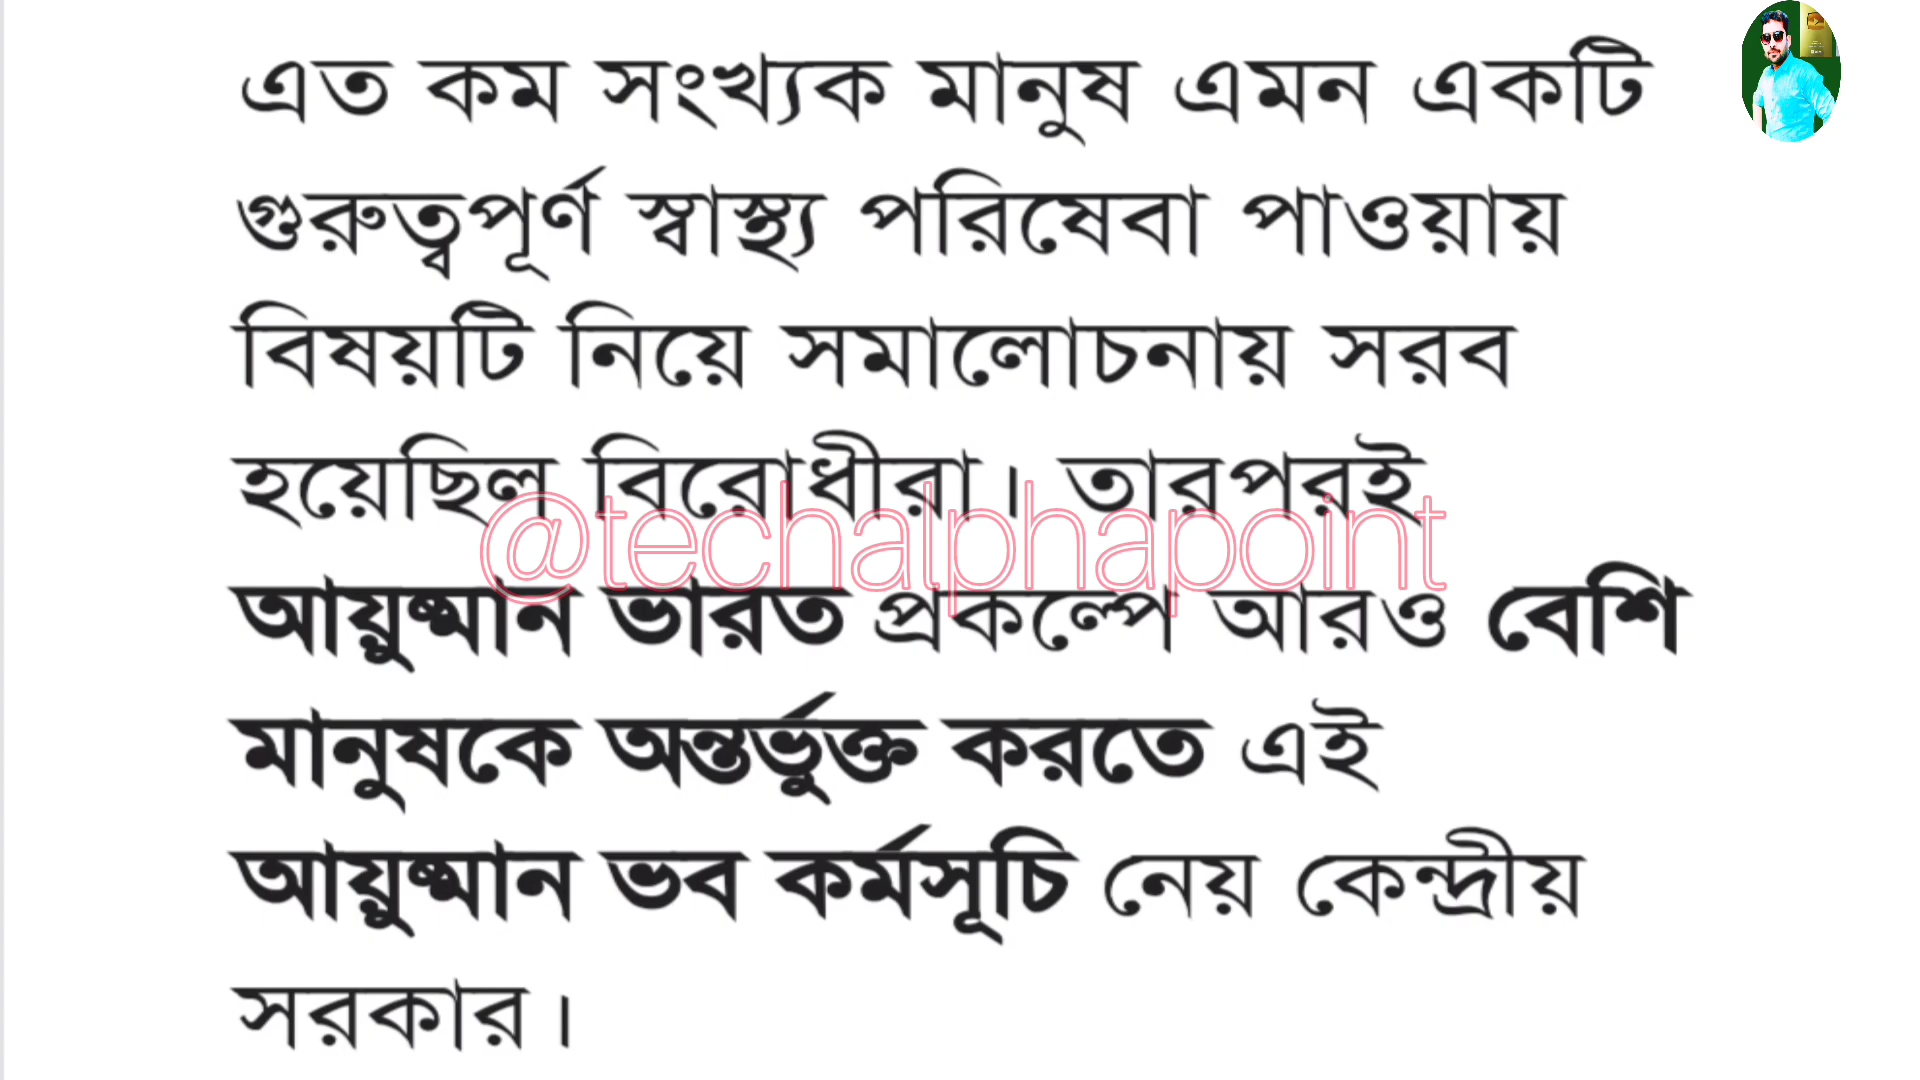 এত কম সংখ্যক মানুষ এমন একটি
গুরুত্বপূর্ণ স্বাস্থ্য পরিষেবা পাওয়ায়
বিষয়টি নিয়ে সমালোচনায় সরব
হয়েছিল বিরোধীরা। তারপরই
@techalphapoint
আয়ুষ্মান ভারত প্রকল্পে আরও বেশি
মানুষকে অন্তর্ভুক্ত করতে এই
আয়ুষ্মান ভব কর্মসূচি নেয় কেন্দ্রীয়
সরকার।